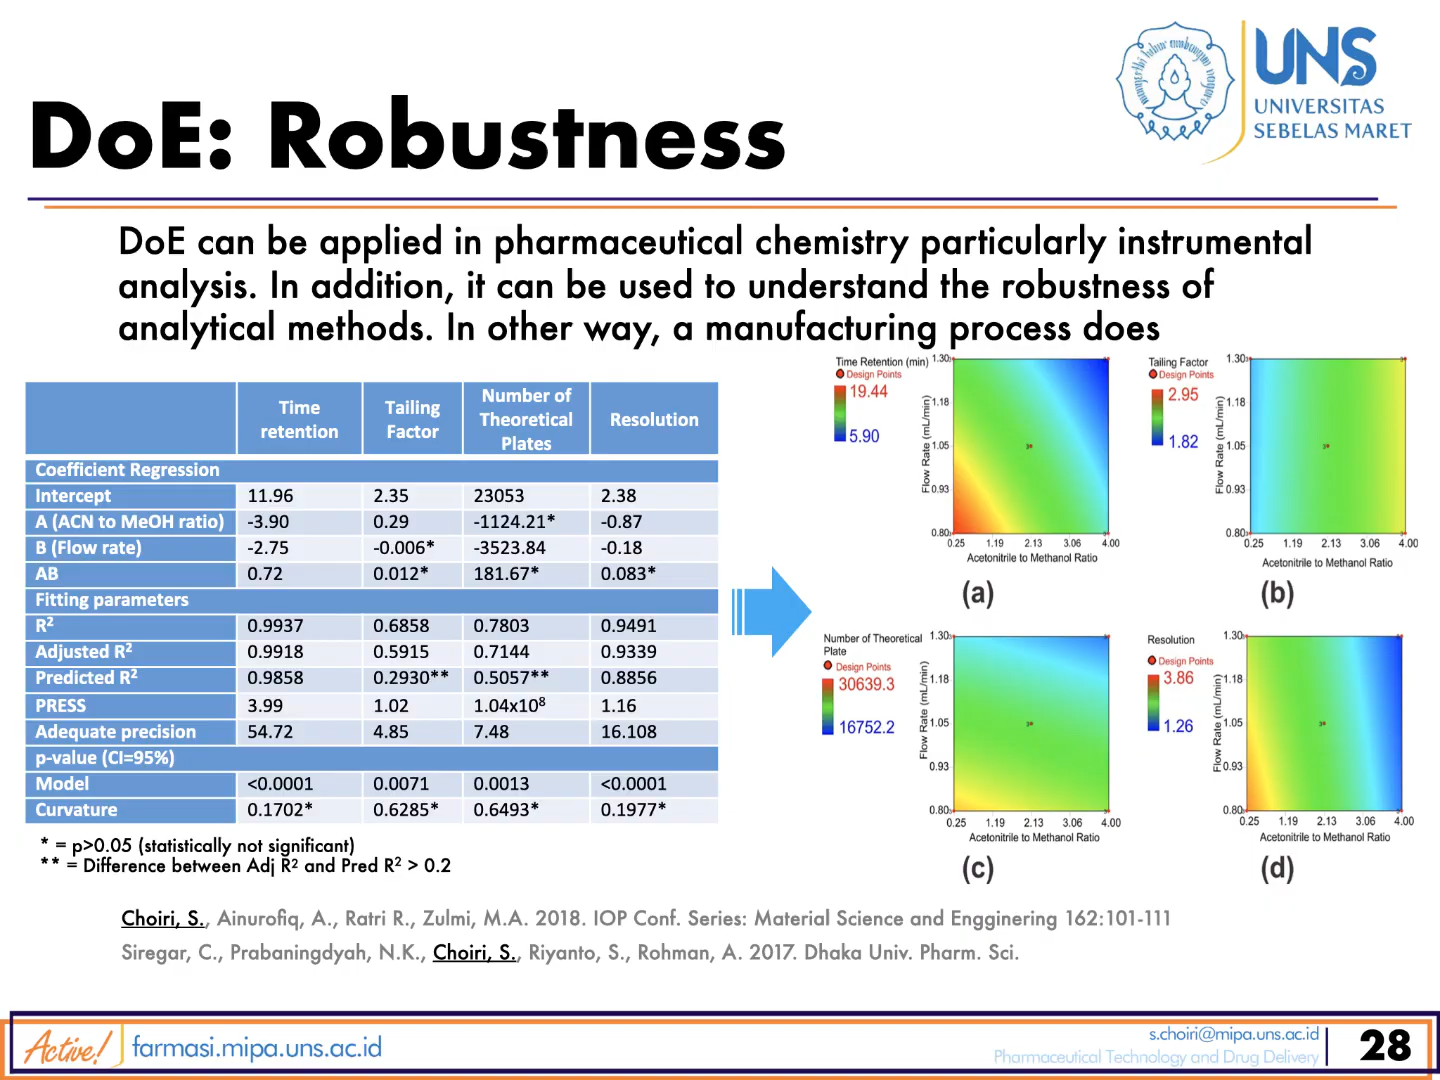 UNS
UNIVERSITAS
SEBELAS MARET
DoE: Robustness
DoE can be applied in pharmaceutical chemistry particularly instrumental
analysis. In addition, it can be used to understand the robustness of
analytical methods. In other way, a manufacturing process does
Time retention | Tailing Factor | Number of Theoretical Plates | Resolution
Coefficient Regression
Intercept 11.96 2.35 23053 2.38
A (ACN to MeOH ratio) -3.90 0.29 -1124.21* -0.87
B (Flow rate) -2.75 -0.006* -3523.84 -0.18
AB 0.72 0.012* 181.67* 0.083*
Fitting parameters
R² 0.9937 0.6858 0.7803 0.9491
Adjusted R² 0.9918 0.5915 0.7144 0.9339
Predicted R² 0.9858 0.2930** 0.5057** 0.8856
PRESS 3.99 1.02 1.04x10⁸ 1.16
Adequate precision 54.72 4.85 7.48 16.108
p-value (CI=95%)
Model <0.0001 0.0071 0.0013 <0.0001
Curvature 0.1702* 0.6285* 0.6493* 0.1977*
* = p>0.05 (statistically not significant)
** = Difference between Adj R² and Pred R² > 0.2
Time Retention (min)
Design Points
19.44
5.90
Flow Rate (mL/min)
1.30
1.18
1.05
0.93
0.80
3
0.25 1.19 2.13 3.06 4.00
Acetonitrile to Methanol Ratio
(a)
Tailing Factor
Design Points
2.95
1.82
Flow Rate (mL/min)
1.30
1.18
1.05
0.93
0.80
3
0.25 1.19 2.13 3.06 4.00
Acetonitrile to Methanol Ratio
(b)
Number of Theoretical
Plate
Design Points
30639.3
16752.2
Flow Rate (mL/min)
1.30
1.18
1.05
0.93
0.80
3
0.25 1.19 2.13 3.06 4.00
Acetonitrile to Methanol Ratio
(c)
Resolution
Design Points
3.86
1.26
Flow Rate (mL/min)
1.30
1.18
1.05
0.93
0.80
3
0.25 1.19 2.13 3.06 4.00
Acetonitrile to Methanol Ratio
(d)
Choiri, S., Ainurofiq, A., Ratri R., Zulmi, M.A. 2018. IOP Conf. Series: Material Science and Engginering 162:101-111
Siregar, C., Prabaningdyah, N.K., Choiri, S., Riyanto, S., Rohman, A. 2017. Dhaka Univ. Pharm. Sci.
Active!
farmasi.mipa.uns.ac.id
s.choiri@mipa.uns.ac.id
Pharmaceutical Technology and Drug Delivery
28